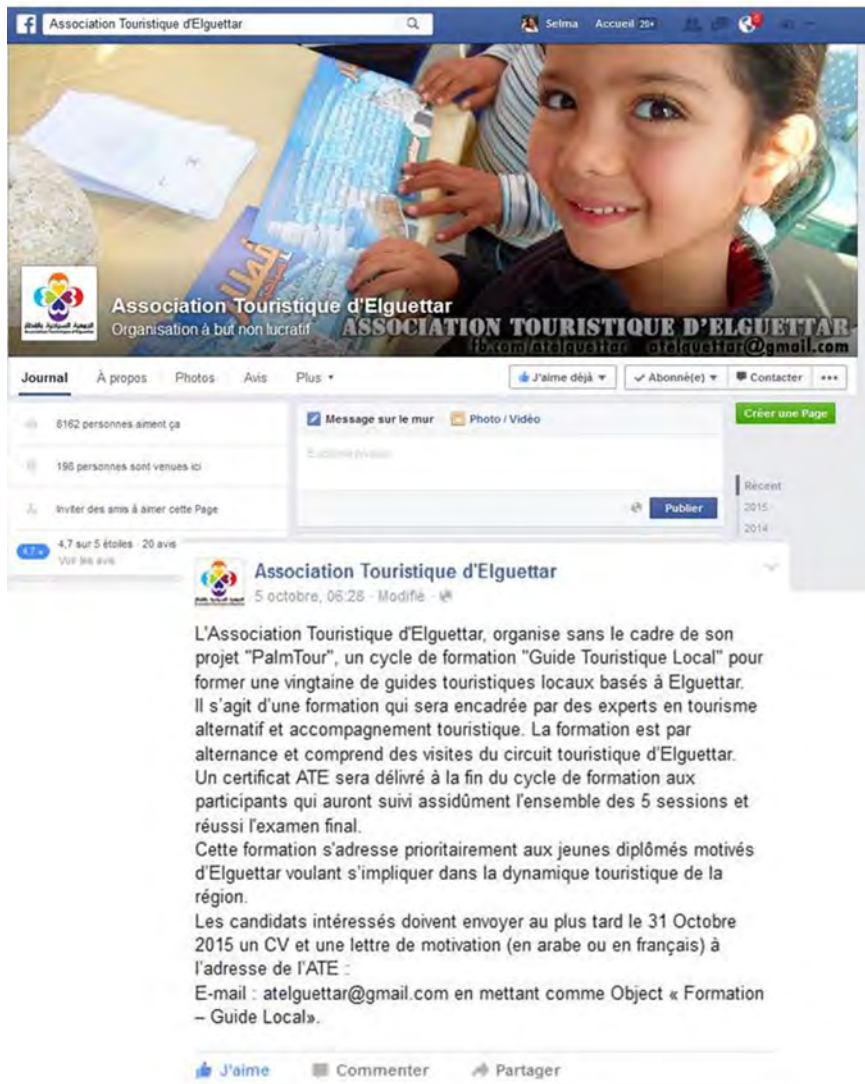 Association Touristique d'Elguettar
Selma Accueil 20+
Association Touristique d'Elguettar
Organisation à but non lucratif
ASSOCIATION TOURISTIQUE D'ELGUETTAR
fb.com/atelguettar atelguettar@gmail.com
Journal À propos Photos Avis Plus
J'aime déjà Abonné(e) Contacter
6162 personnes aiment ça
198 personnes sont venues ici
Inviter des amis à aimer cette Page
4,7 sur 5 étoiles · 20 avis
Voir les avis
Message sur le mur Photo / Vidéo
Publier
Créer une Page
Récent
2015
2014
Association Touristique d'Elguettar
5 octobre, 06:28 · Modifié ·
L'Association Touristique d'Elguettar, organise sans le cadre de son
projet "PalmTour", un cycle de formation "Guide Touristique Local" pour
former une vingtaine de guides touristiques locaux basés à Elguettar.
Il s'agit d'une formation qui sera encadrée par des experts en tourisme
alternatif et accompagnement touristique. La formation est par
alternance et comprend des visites du circuit touristique d'Elguettar.
Un certificat ATE sera délivré à la fin du cycle de formation aux
participants qui auront suivi assidûment l'ensemble des 5 sessions et
réussi l'examen final.
Cette formation s'adresse prioritairement aux jeunes diplômés motivés
d'Elguettar voulant s'impliquer dans la dynamique touristique de la
région.
Les candidats intéressés doivent envoyer au plus tard le 31 Octobre
2015 un CV et une lettre de motivation (en arabe ou en français) à
l'adresse de l'ATE :
E-mail : atelguettar@gmail.com en mettant comme Object « Formation
– Guide Local».
J'aime Commenter Partager